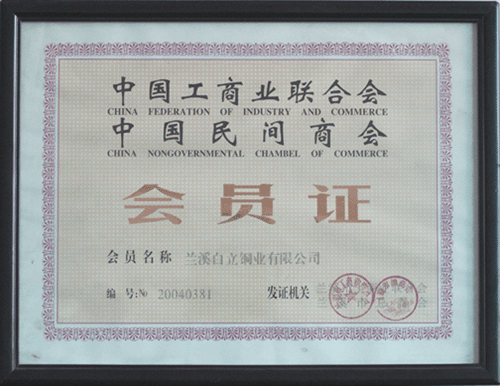 中国工商业联合会
CHINA FEDERATION OF INDUSTRY AND COMMERCE
中国民间商会
CHINA NONGOVERNMENTAL CHAMBEL OF COMMERCE
会员证
会员名称 兰溪自立铜业有限公司
编号:№ 20040381 发证机关